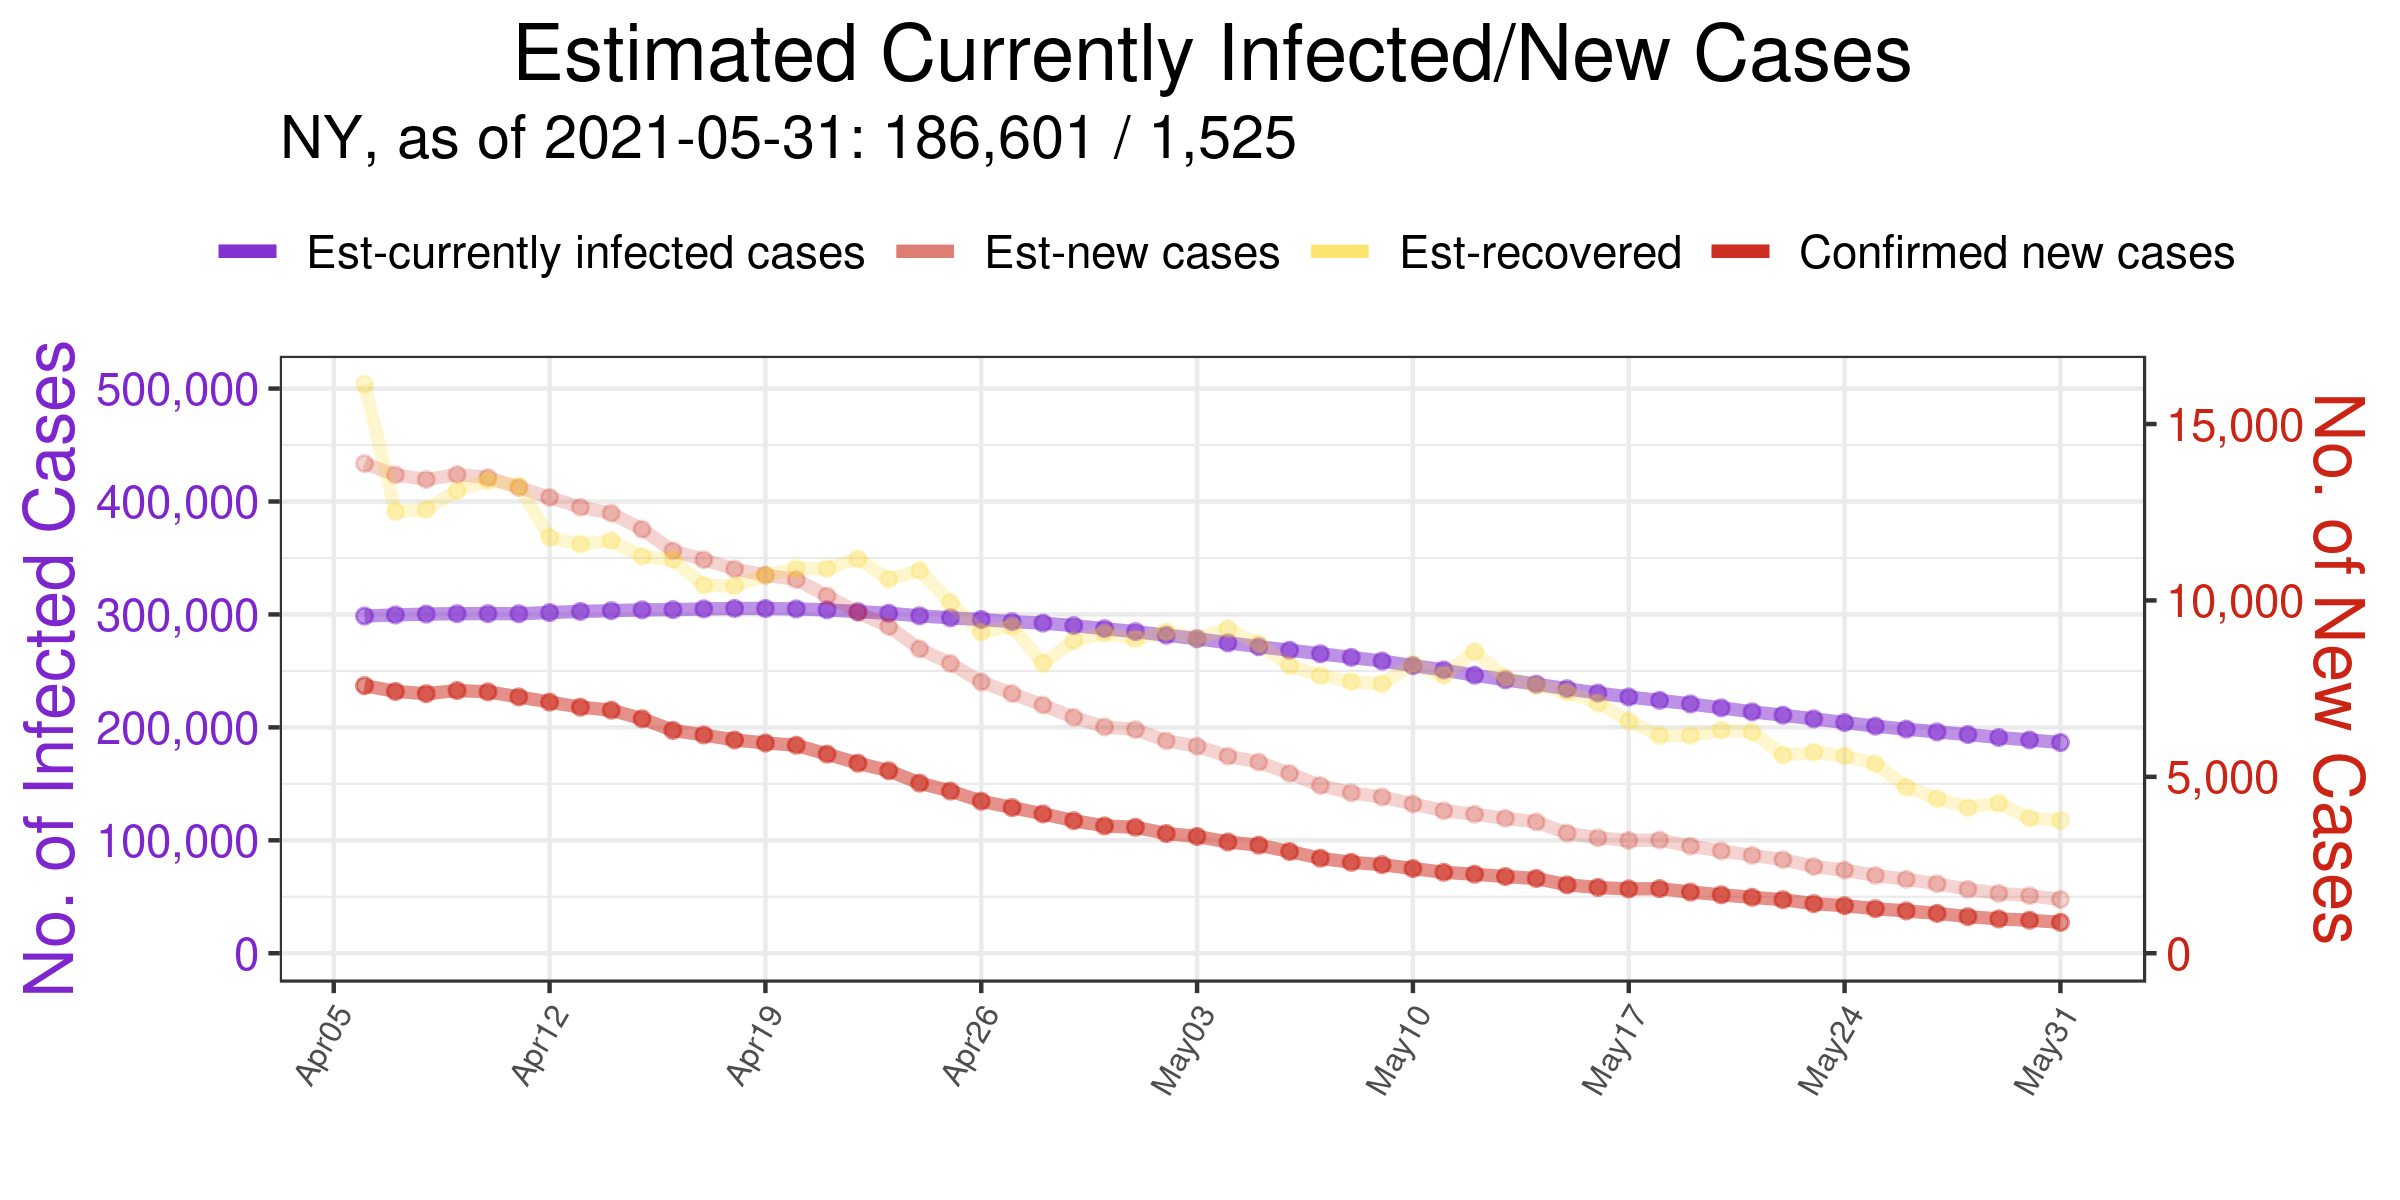 Estimated Currently Infected/New Cases
NY, as of 2021-05-31: 186,601 / 1,525
Est-currently infected cases Est-new cases Est-recovered Confirmed new cases
No. of Infected Cases
500,000
400,000
300,000
200,000
100,000
0
15,000
10,000
5,000
0
No. of New Cases
Apr05 Apr12 Apr19 Apr26 May03 May10 May17 May24 May31